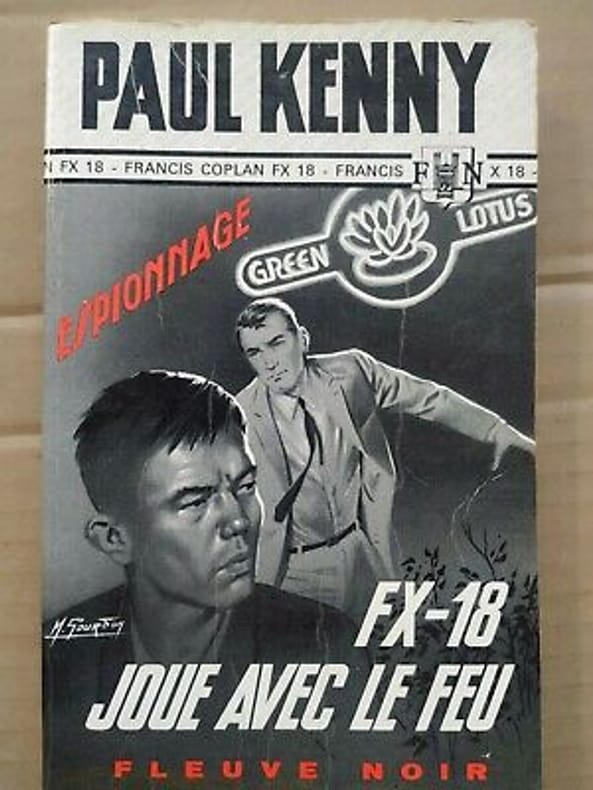 PAUL KENNY
N FX 18 - FRANCIS COPLAN FX 18 - FRANCIS F N X 18 -
ESPIONNAGE
GREEN LOTUS
M. Gourdon
FX-18
JOUE AVEC LE FEU
FLEUVE NOIR